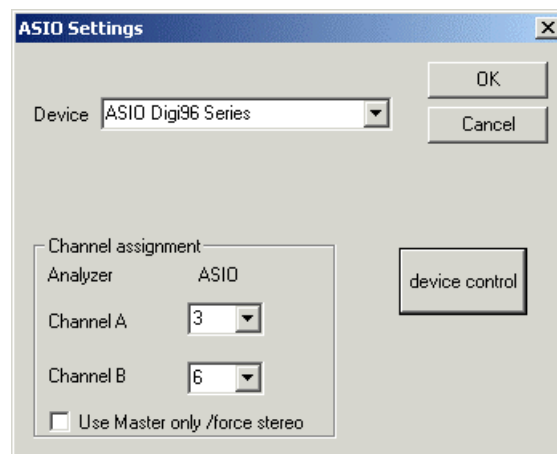 ASIO Settings
OK
Device ASIO Digi96 Series
Cancel
Channel assignment
Analyzer ASIO
device control
Channel A 3
Channel B 6
Use Master only /force stereo